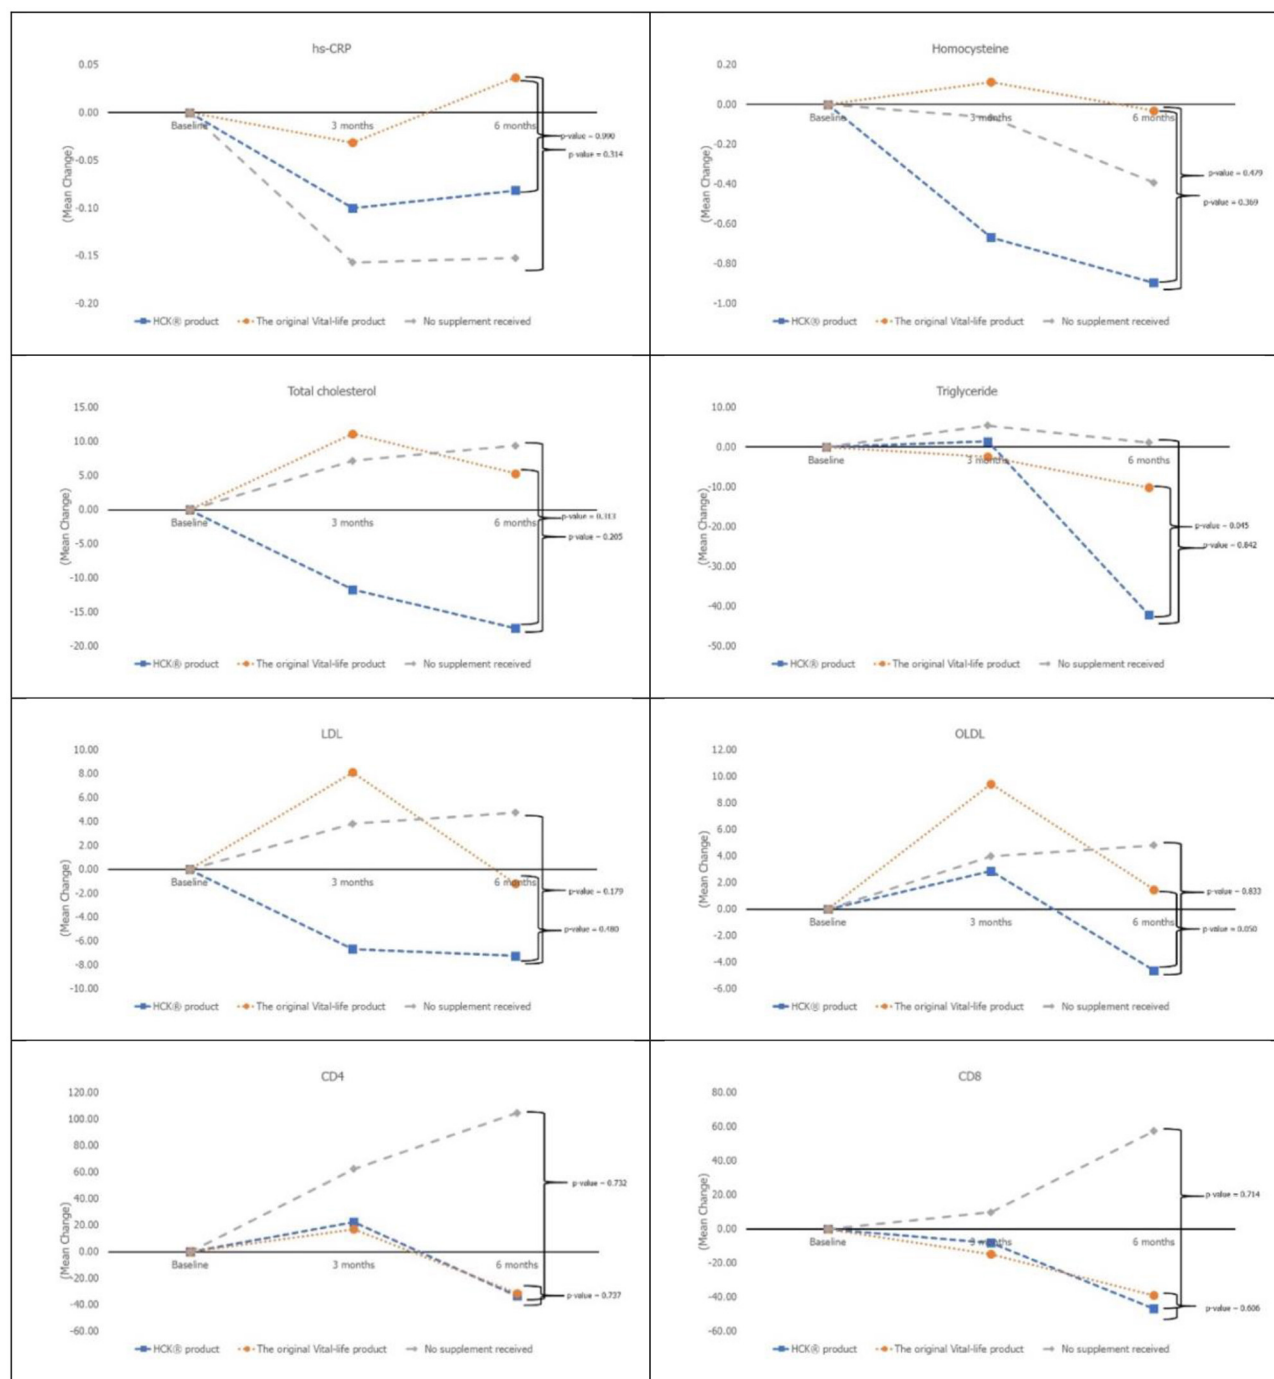 hs-CRP
0.05
0.00
-0.05
-0.10
-0.15
-0.20
(Mean Change)
Baseline 3 months 6 months
p-value = 0.990
p-value = 0.314
HCK® product The original Vital-life product No supplement received
Homocysteine
0.20
0.00
-0.20
-0.40
-0.60
-0.80
-1.00
(Mean Change)
Baseline 3 months 6 months
p-value = 0.479
p-value = 0.369
HCK® product The original Vital-life product No supplement received
Total cholesterol
15.00
10.00
5.00
0.00
-5.00
-10.00
-15.00
-20.00
(Mean Change)
Baseline 3 months 6 months
p-value = 0.313
p-value = 0.205
HCK® product The original Vital-life product No supplement received
Triglyceride
10.00
0.00
-10.00
-20.00
-30.00
-40.00
-50.00
(Mean Change)
Baseline 3 months 6 months
p-value = 0.045
p-value = 0.842
HCK® product The original Vital-life product No supplement received
LDL
10.00
8.00
6.00
4.00
2.00
0.00
-2.00
-4.00
-6.00
-8.00
-10.00
(Mean Change)
Baseline 3 months 6 months
p-value = 0.179
p-value = 0.480
HCK® product The original Vital-life product No supplement received
OLDL
12.00
10.00
8.00
6.00
4.00
2.00
0.00
-2.00
-4.00
-6.00
(Mean Change)
Baseline 3 months 6 months
p-value = 0.833
p-value = 0.050
HCK® product The original Vital-life product No supplement received
CD4
120.00
100.00
80.00
60.00
40.00
20.00
0.00
-20.00
-40.00
-60.00
(Mean Change)
Baseline 3 months 6 months
p-value = 0.732
p-value = 0.737
HCK® product The original Vital-life product No supplement received
CD8
80.00
60.00
40.00
20.00
0.00
-20.00
-40.00
-60.00
(Mean Change)
Baseline 3 months 6 months
p-value = 0.714
p-value = 0.606
HCK® product The original Vital-life product No supplement received